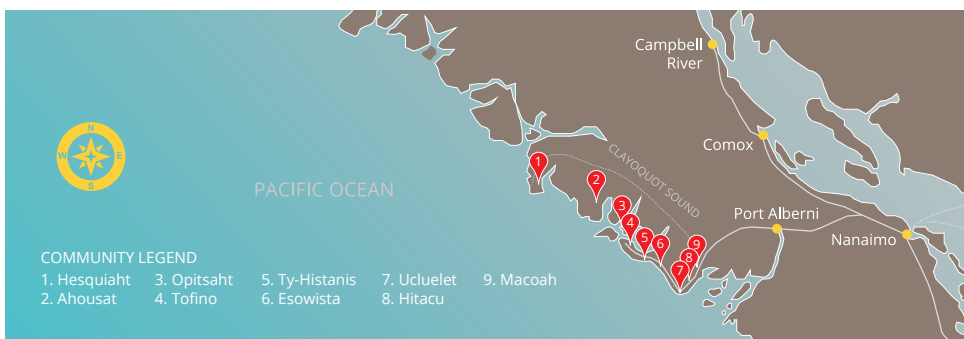 Campbell
River
Comox
CLAYOQUOT SOUND
PACIFIC OCEAN
Port Alberni
Nanaimo
N
W E
S
1
2
3
4
5
6
7
8
9
COMMUNITY LEGEND
1. Hesquiaht 3. Opitsaht 5. Ty-Histanis 7. Ucluelet 9. Macoah
2. Ahousat 4. Tofino 6. Esowista 8. Hitacu